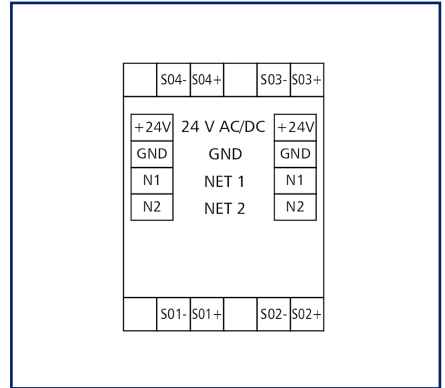 S04- S04+ S03- S03+
+24V 24 V AC/DC +24V
GND GND GND
N1 NET 1 N1
N2 NET 2 N2
S01- S01+ S02- S02+